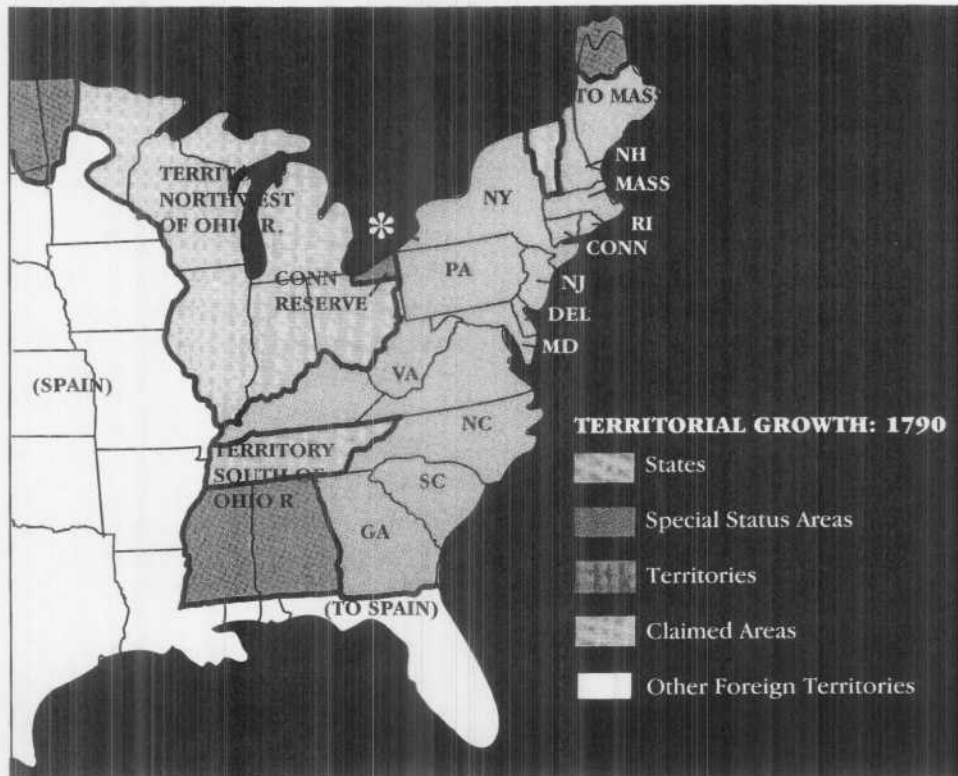 TO MASS
NH
MASS
NY
RI
CONN
TERRIT
NORTHWEST
OF OHIO R.
*
PA
CONN
RESERVE
NJ
DEL
MD
VA
(SPAIN)
NC
TERRITORY
SOUTH OF
OHIO R
SC
GA
(TO SPAIN)
TERRITORIAL GROWTH: 1790
States
Special Status Areas
Territories
Claimed Areas
Other Foreign Territories